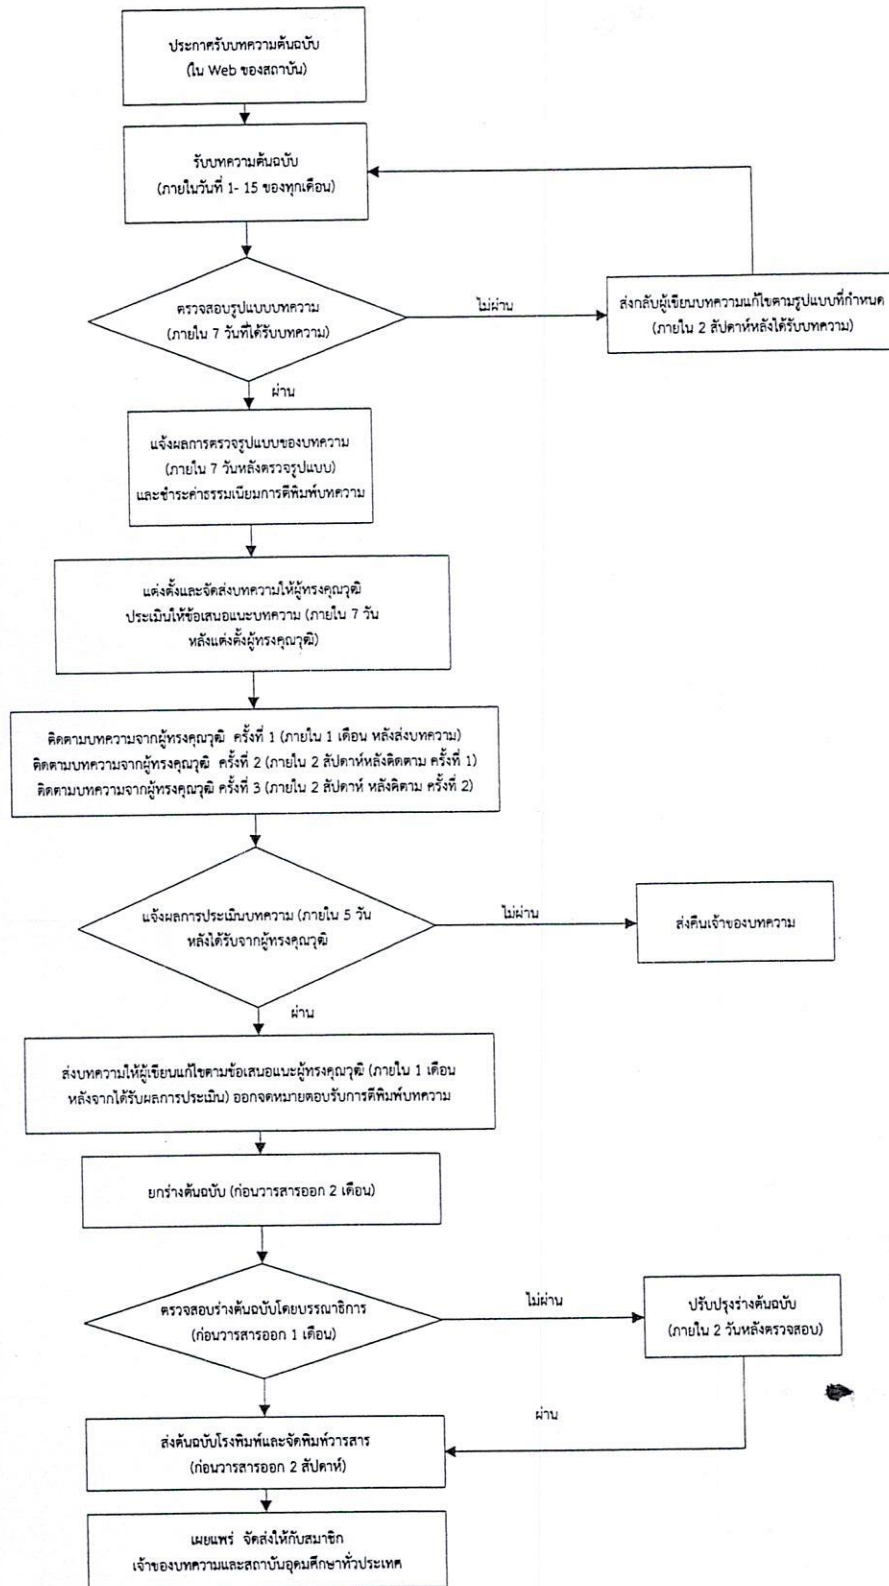 ประกาศรับบทความต้นฉบับ
(ใน Web ของสถาบัน)
รับบทความต้นฉบับ
(ภายในวันที่ 1- 15 ของทุกเดือน)
ตรวจสอบรูปแบบบทความ
(ภายใน 7 วันที่ได้รับบทความ)
ไม่ผ่าน
ส่งกลับผู้เขียนบทความแก้ไขตามรูปแบบที่กำหนด
(ภายใน 2 สัปดาห์หลังได้รับบทความ)
ผ่าน
แจ้งผลการตรวจรูปแบบของบทความ
(ภายใน 7 วันหลังตรวจรูปแบบ)
และชำระค่าธรรมเนียมการตีพิมพ์บทความ
แต่งตั้งและจัดส่งบทความให้ผู้ทรงคุณวุฒิ
ประเมินให้ข้อเสนอแนะบทความ (ภายใน 7 วัน
หลังแต่งตั้งผู้ทรงคุณวุฒิ)
ติดตามบทความจากผู้ทรงคุณวุฒิ ครั้งที่ 1 (ภายใน 1 เดือน หลังส่งบทความ)
ติดตามบทความจากผู้ทรงคุณวุฒิ ครั้งที่ 2 (ภายใน 2 สัปดาห์หลังติดตาม ครั้งที่ 1)
ติดตามบทความจากผู้ทรงคุณวุฒิ ครั้งที่ 3 (ภายใน 2 สัปดาห์ หลังติตาม ครั้งที่ 2)
แจ้งผลการประเมินบทความ (ภายใน 5 วัน
หลังได้รับจากผู้ทรงคุณวุฒิ
ไม่ผ่าน
ส่งคืนเจ้าของบทความ
ผ่าน
ส่งบทความให้ผู้เขียนแก้ไขตามข้อเสนอแนะผู้ทรงคุณวุฒิ (ภายใน 1 เดือน
หลังจากได้รับผลการประเมิน) ออกจดหมายตอบรับการตีพิมพ์บทความ
ยกร่างต้นฉบับ (ก่อนวารสารออก 2 เดือน)
ตรวจสอบร่างต้นฉบับโดยบรรณาธิการ
(ก่อนวารสารออก 1 เดือน)
ไม่ผ่าน
ปรับปรุงร่างต้นฉบับ
(ภายใน 2 วันหลังตรวจสอบ)
ผ่าน
ส่งต้นฉบับโรงพิมพ์และจัดพิมพ์วารสาร
(ก่อนวารสารออก 2 สัปดาห์)
เผยแพร่ จัดส่งให้กับสมาชิก
เจ้าของบทความและสถาบันอุดมศึกษาทั่วประเทศ